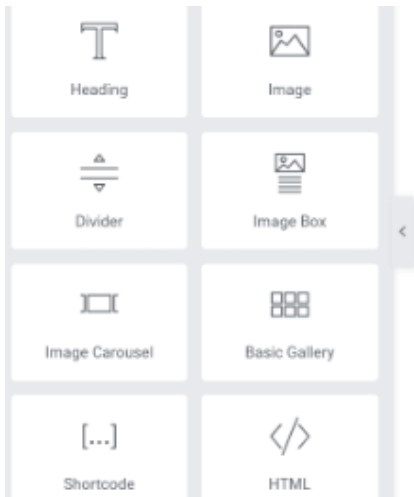 Heading
Image
Divider
Image Box
Image Carousel
Basic Gallery
[...]
Shortcode
</>
HTML